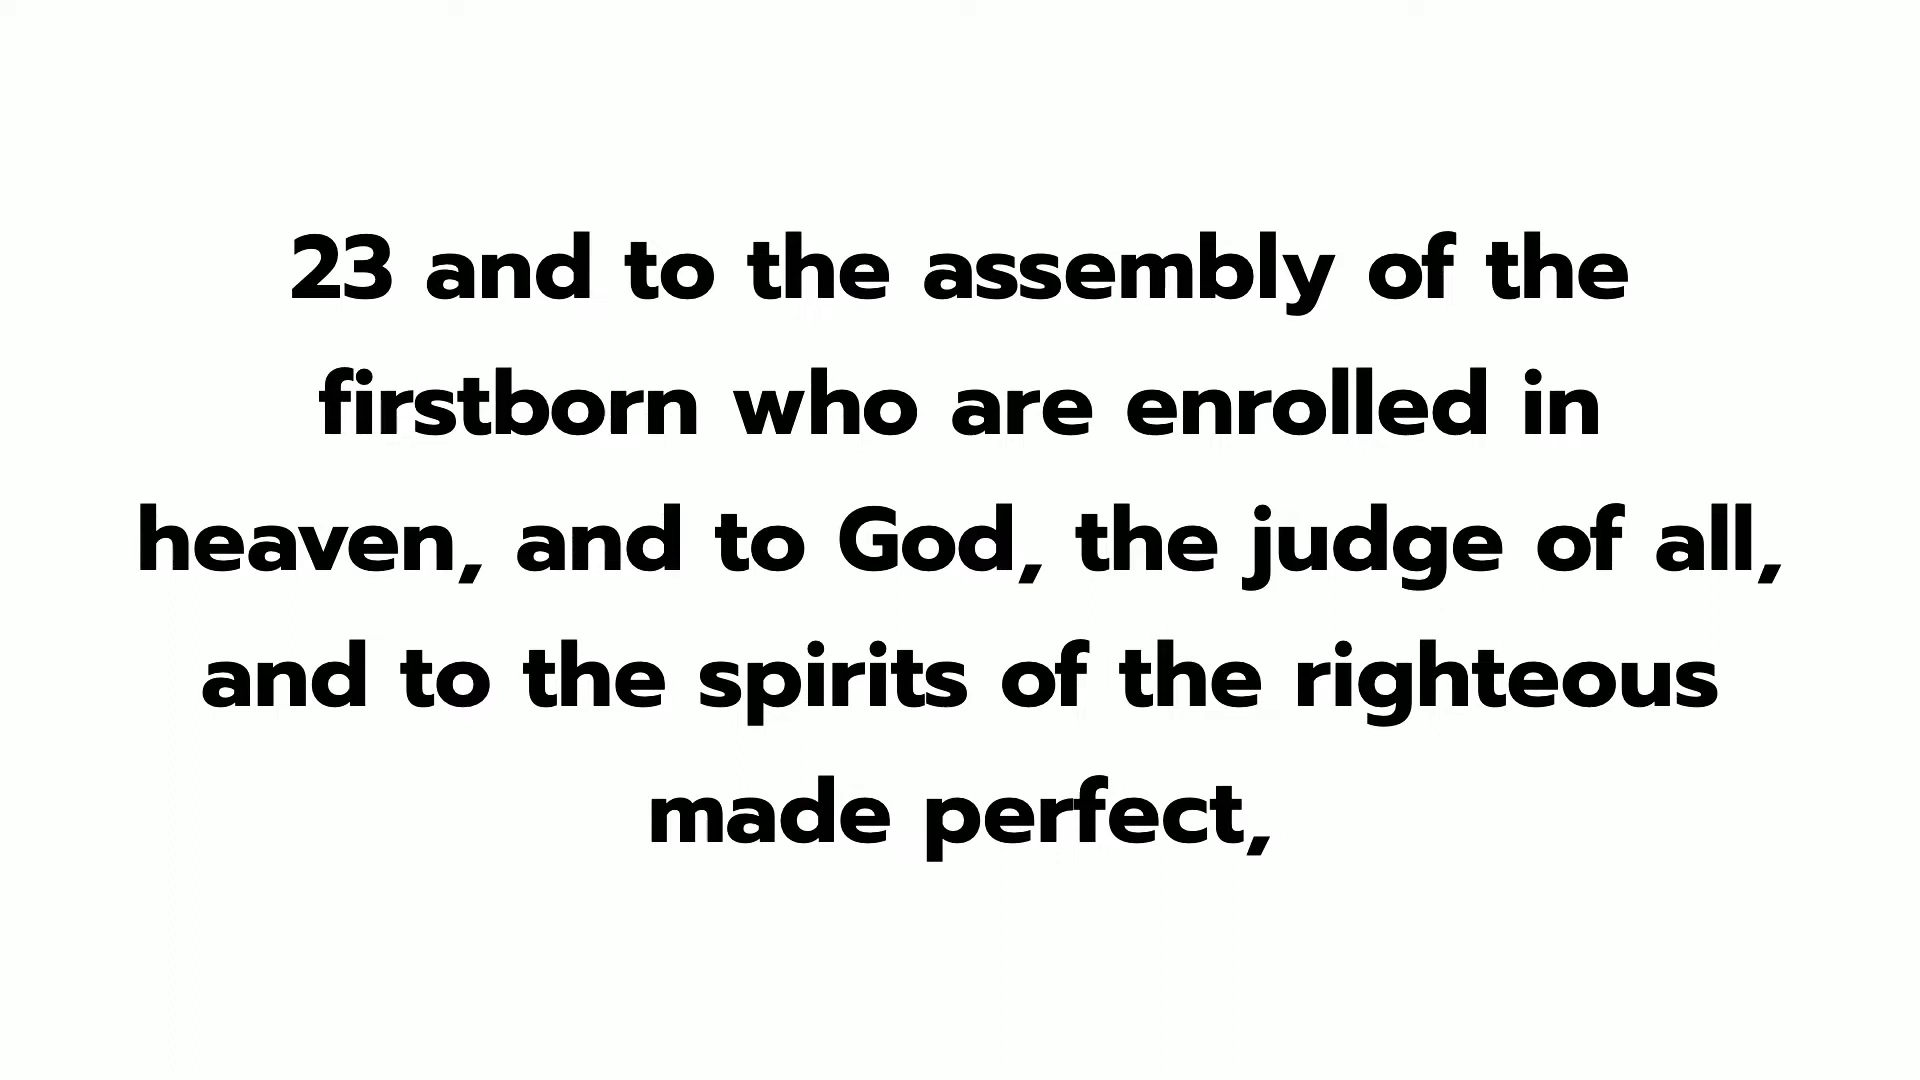 23 and to the assembly of the
firstborn who are enrolled in
heaven, and to God, the judge of all,
and to the spirits of the righteous
made perfect,